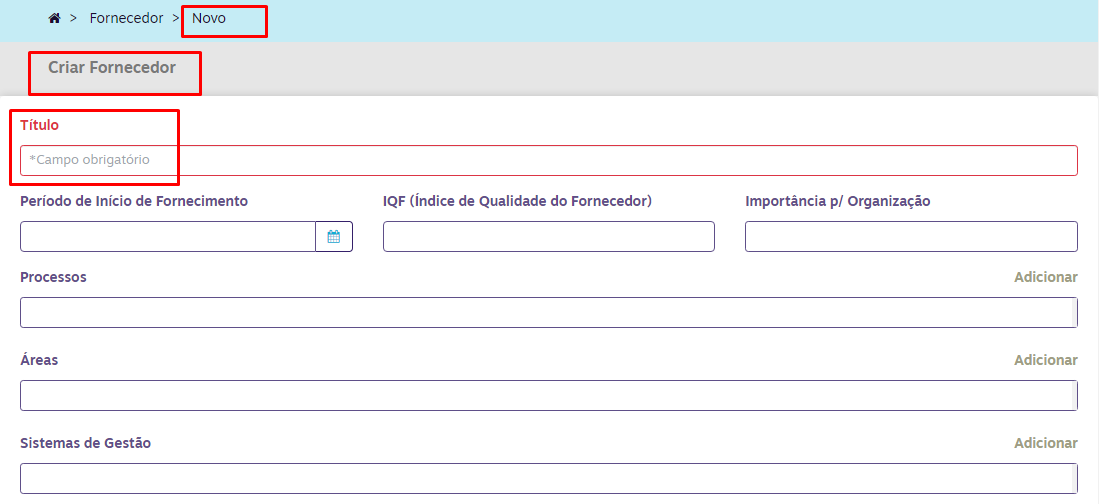 > Fornecedor > Novo
Criar Fornecedor
Título
*Campo obrigatório
Período de Início de Fornecimento IQF (Índice de Qualidade do Fornecedor) Importância p/ Organização
Processos Adicionar
Áreas Adicionar
Sistemas de Gestão Adicionar